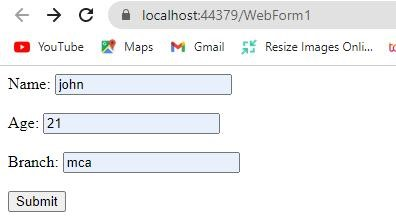 localhost:44379/WebForm1
YouTube Maps Gmail Resize Images Onli...
Name: john
Age: 21
Branch: mca
Submit